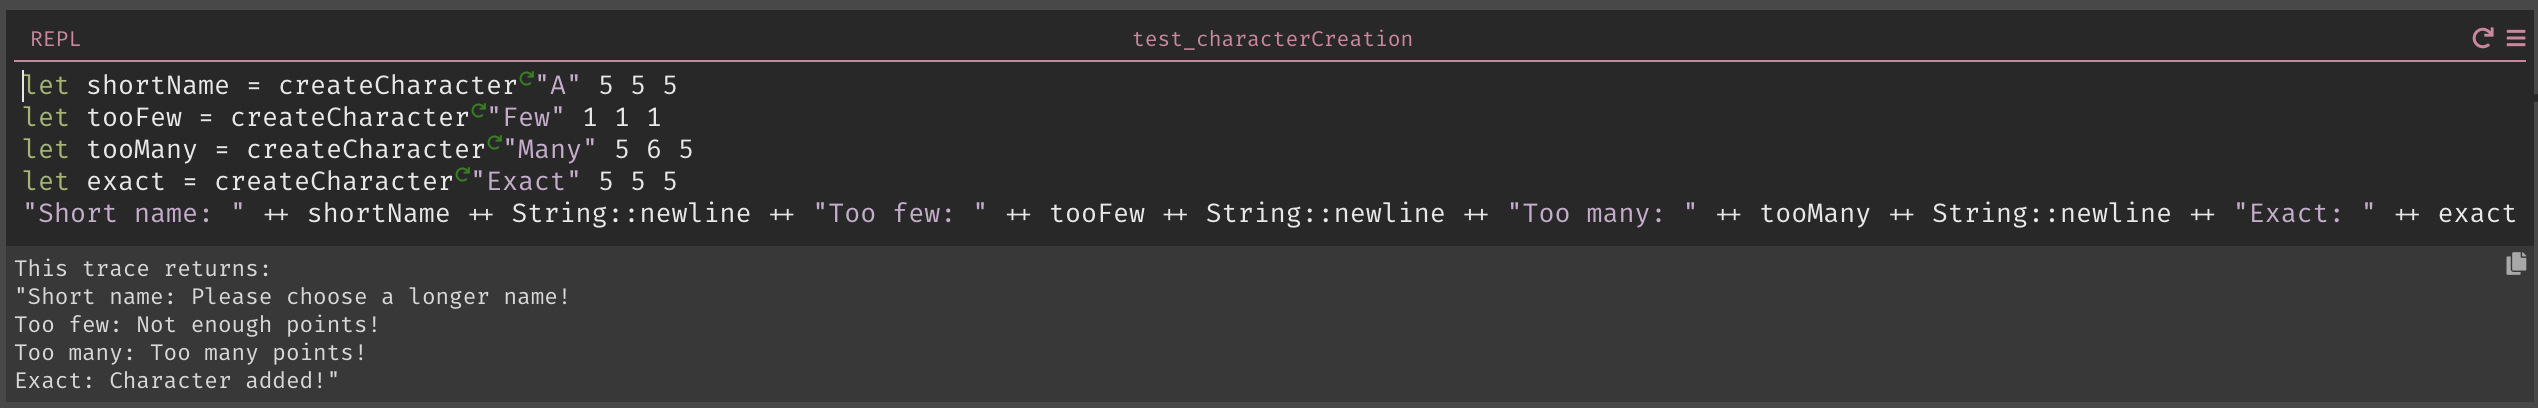 REPL
test_characterCreation
let shortName = createCharacter "A" 5 5 5
let tooFew = createCharacter "Few" 1 1 1
let tooMany = createCharacter "Many" 5 6 5
let exact = createCharacter "Exact" 5 5 5
"Short name: " ++ shortName ++ String::newline ++ "Too few: " ++ tooFew ++ String::newline ++ "Too many: " ++ tooMany ++ String::newline ++ "Exact: " ++ exact
This trace returns:
"Short name: Please choose a longer name!
Too few: Not enough points!
Too many: Too many points!
Exact: Character added!"